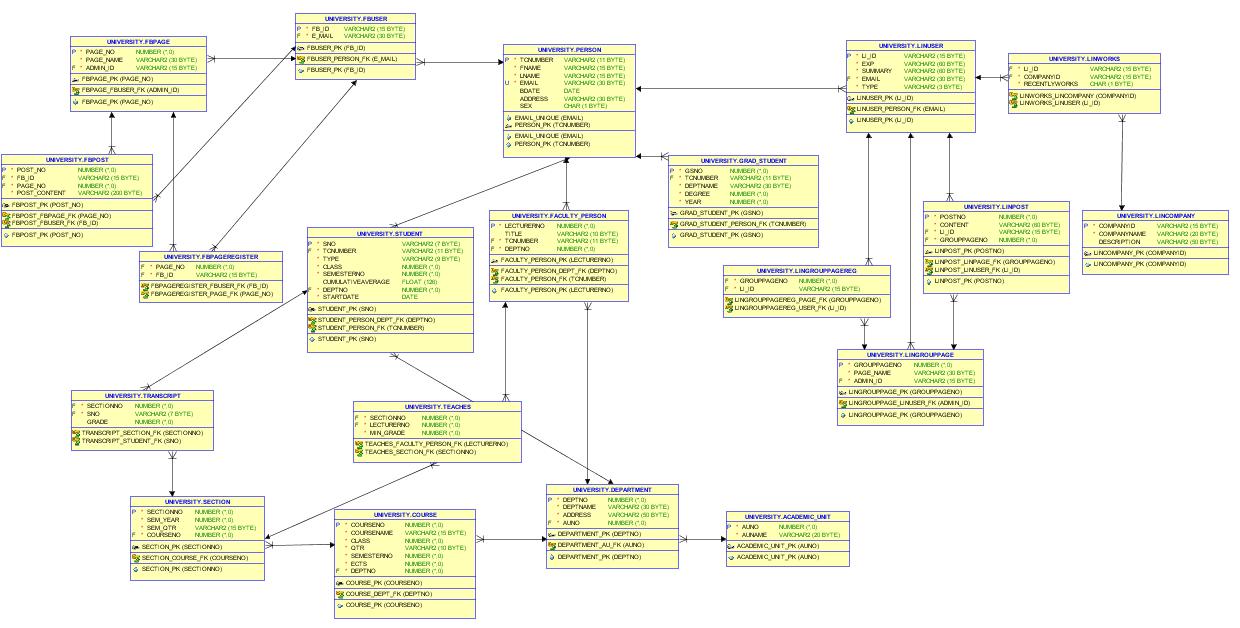 UNIVERSITY.FBUSER
P * FB_ID VARCHAR2 (15 BYTE)
F * E_MAIL VARCHAR2 (30 BYTE)
FBUSER_PK (FB_ID)
FBUSER_PERSON_FK (E_MAIL)
FBUSER_PK (FB_ID)
UNIVERSITY.FBPAGE
P * PAGE_NO NUMBER (*,0)
* PAGE_NAME VARCHAR2 (30 BYTE)
F * ADMIN_ID VARCHAR2 (15 BYTE)
FBPAGE_PK (PAGE_NO)
FBPAGE_FBUSER_FK (ADMIN_ID)
FBPAGE_PK (PAGE_NO)
UNIVERSITY.PERSON
P * TCNUMBER VARCHAR2 (11 BYTE)
* FNAME VARCHAR2 (15 BYTE)
* LNAME VARCHAR2 (15 BYTE)
U * EMAIL VARCHAR2 (30 BYTE)
BDATE DATE
ADDRESS VARCHAR2 (30 BYTE)
SEX CHAR (1 BYTE)
EMAIL_UNIQUE (EMAIL)
PERSON_PK (TCNUMBER)
EMAIL_UNIQUE (EMAIL)
PERSON_PK (TCNUMBER)
UNIVERSITY.LINUSER
P * LI_ID VARCHAR2 (15 BYTE)
* EXP VARCHAR2 (60 BYTE)
* SUMMARY VARCHAR2 (60 BYTE)
F * EMAIL VARCHAR2 (30 BYTE)
* TYPE VARCHAR2 (3 BYTE)
LINUSER_PK (LI_ID)
LINUSER_PERSON_FK (EMAIL)
LINUSER_PK (LI_ID)
UNIVERSITY.LINWORKS
F * LI_ID VARCHAR2 (15 BYTE)
F * COMPANYID VARCHAR2 (15 BYTE)
* RECENTLYWORKS CHAR (1 BYTE)
LINWORKS_LINCOMPANY (COMPANYID)
LINWORKS_LINUSER (LI_ID)
UNIVERSITY.FBPOST
P * POST_NO NUMBER (*,0)
F * FB_ID VARCHAR2 (15 BYTE)
F * PAGE_NO NUMBER (*,0)
* POST_CONTENT VARCHAR2 (200 BYTE)
FBPOST_PK (POST_NO)
FBPOST_FBPAGE_FK (PAGE_NO)
FBPOST_FBUSER_FK (FB_ID)
FBPOST_PK (POST_NO)
UNIVERSITY.GRAD_STUDENT
P * GSNO NUMBER (*,0)
F * TCNUMBER VARCHAR2 (11 BYTE)
* DEPTNAME VARCHAR2 (30 BYTE)
* DEGREE NUMBER (*,0)
* YEAR NUMBER (*,0)
GRAD_STUDENT_PK (GSNO)
GRAD_STUDENT_PERSON_FK (TCNUMBER)
GRAD_STUDENT_PK (GSNO)
UNIVERSITY.FBPAGEREGISTER
F * PAGE_NO NUMBER (*,0)
F * FB_ID VARCHAR2 (15 BYTE)
FBPAGEREGISTER_FBUSER_FK (FB_ID)
FBPAGEREGISTER_PAGE_FK (PAGE_NO)
UNIVERSITY.STUDENT
P * SNO VARCHAR2 (7 BYTE)
F * TCNUMBER VARCHAR2 (11 BYTE)
* TYPE VARCHAR2 (9 BYTE)
* CLASS NUMBER (*,0)
* SEMESTERNO NUMBER (*,0)
CUMULATIVEAVERAGE FLOAT (126)
F * DEPTNO NUMBER (*,0)
* STARTDATE DATE
STUDENT_PK (SNO)
STUDENT_PERSON_DEPT_FK (DEPTNO)
STUDENT_PERSON_FK (TCNUMBER)
STUDENT_PK (SNO)
UNIVERSITY.FACULTY_PERSON
P * LECTURERNO NUMBER (*,0)
TITLE VARCHAR2 (10 BYTE)
F * TCNUMBER VARCHAR2 (11 BYTE)
F * DEPTNO NUMBER (*,0)
FACULTY_PERSON_PK (LECTURERNO)
FACULTY_PERSON_DEPT_FK (DEPTNO)
FACULTY_PERSON_FK (TCNUMBER)
FACULTY_PERSON_PK (LECTURERNO)
UNIVERSITY.LINPOST
P * POSTNO NUMBER (*,0)
* CONTENT VARCHAR2 (60 BYTE)
F * LI_ID VARCHAR2 (15 BYTE)
F * GROUPPAGENO NUMBER (*,0)
LINPOST_PK (POSTNO)
LINPOST_LINPAGE_FK (GROUPPAGENO)
LINPOST_LINUSER_FK (LI_ID)
LINPOST_PK (POSTNO)
UNIVERSITY.LINCOMPANY
P * COMPANYID VARCHAR2 (15 BYTE)
* COMPANYNAME VARCHAR2 (20 BYTE)
DESCRIPTION VARCHAR2 (50 BYTE)
LINCOMPANY_PK (COMPANYID)
LINCOMPANY_PK (COMPANYID)
UNIVERSITY.LINGROUPPAGEREG
F * GROUPPAGENO NUMBER (*,0)
F * LI_ID VARCHAR2 (15 BYTE)
LINGROUPPAGEREG_PAGE_FK (GROUPPAGENO)
LINGROUPPAGEREG_USER_FK (LI_ID)
UNIVERSITY.LINGROUPPAGE
P * GROUPPAGENO NUMBER (*,0)
* PAGE_NAME VARCHAR2 (30 BYTE)
F * ADMIN_ID VARCHAR2 (15 BYTE)
LINGROUPPAGE_PK (GROUPPAGENO)
LINGROUPPAGE_LINUSER_FK (ADMIN_ID)
LINGROUPPAGE_PK (GROUPPAGENO)
UNIVERSITY.TRANSCRIPT
F * SECTIONNO NUMBER (*,0)
F * SNO VARCHAR2 (7 BYTE)
GRADE NUMBER (*,0)
TRANSCRIPT_SECTION_FK (SECTIONNO)
TRANSCRIPT_STUDENT_FK (SNO)
UNIVERSITY.TEACHES
F * SECTIONNO NUMBER (*,0)
F * LECTURERNO NUMBER (*,0)
* MIN_GRADE NUMBER (*,0)
TEACHES_FACULTY_PERSON_FK (LECTURERNO)
TEACHES_SECTION_FK (SECTIONNO)
UNIVERSITY.SECTION
P * SECTIONNO NUMBER (*,0)
* SEM_YEAR NUMBER (*,0)
* SEM_QTR VARCHAR2 (15 BYTE)
F * COURSENO NUMBER (*,0)
SECTION_PK (SECTIONNO)
SECTION_COURSE_FK (COURSENO)
SECTION_PK (SECTIONNO)
UNIVERSITY.COURSE
P * COURSENO NUMBER (*,0)
* COURSENAME VARCHAR2 (15 BYTE)
* CLASS NUMBER (*,0)
* QTR VARCHAR2 (10 BYTE)
* SEMESTERNO NUMBER (*,0)
* ECTS NUMBER (*,0)
F * DEPTNO NUMBER (*,0)
COURSE_PK (COURSENO)
COURSE_DEPT_FK (DEPTNO)
COURSE_PK (COURSENO)
UNIVERSITY.DEPARTMENT
P * DEPTNO NUMBER (*,0)
* DEPTNAME VARCHAR2 (30 BYTE)
* ADDRESS VARCHAR2 (50 BYTE)
F * AUNO NUMBER (*,0)
DEPARTMENT_PK (DEPTNO)
DEPARTMENT_AU_FK (AUNO)
DEPARTMENT_PK (DEPTNO)
UNIVERSITY.ACADEMIC_UNIT
P * AUNO NUMBER (*,0)
* AUNAME VARCHAR2 (20 BYTE)
ACADEMIC_UNIT_PK (AUNO)
ACADEMIC_UNIT_PK (AUNO)